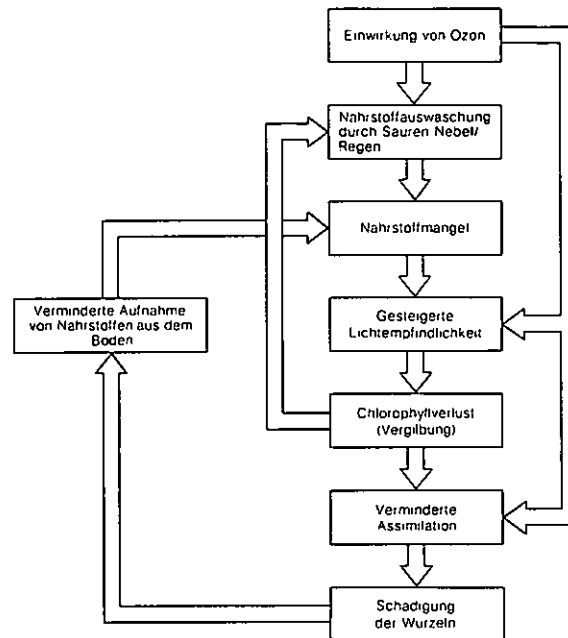 Einwirkung von Ozon
Nahrstoffauswaschung
durch Sauren Nebel/
Regen
Nahrstoffmangel
Gesteigerte
Lichtempfindlichkeit
Verminderte Aufnahme
von Nahrstoffen aus dem
Boden
Chlorophyllverlust
(Vergilbung)
Verminderte
Assimilation
Schadigung
der Wurzeln